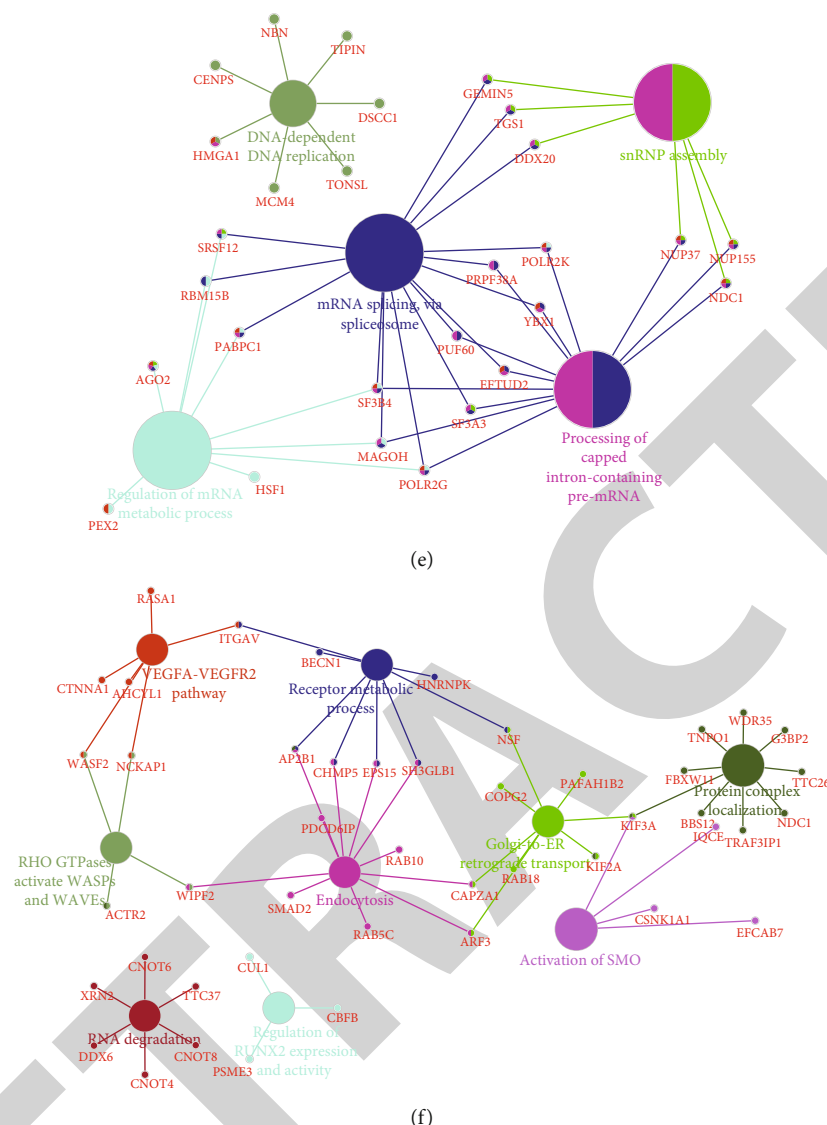 NBN
TIPIN
CENPS
DSCC1
DNA-dependent
DNA replication
HMGA1
TONSL
MCM4
GEMIN5
TGS1
DDX20
snRNP assembly
SRSF12
RBM15B
PABPC1
AGO2
mRNA splicing, via
spliceosome
POLR2K
PRPF38A
YBX1
PUF60
EFTUD2
SF3B4
SF3A3
MAGOH
POLR2G
NUP37
NUP155
NDC1
Processing of
capped
intron-containing
pre-mRNA
Regulation of mRNA
metabolic process
HSF1
PEX2
(e)
RASA1
ITGAV
VEGFA-VEGFR2
pathway
CTNNA1
AHCYL1
WASF2
NCKAP1
BECN1
HNRNPK
Receptor metabolic
process
AP2B1
CHMP5
EPS15
SH3GLB1
NSF
PDCD6IP
COPG2
PAFAH1B2
Golgi-to-ER
retrograde transport
KIF3A
KIF2A
RAB18
WDR35
TNPO1
G3BP2
FBXW11
TTC26
Protein complex
localization
BBS12
NDC1
IQCE
TRAF3IP1
RHO GTPases
activate WASPs
and WAVEs
WIPF2
ACTR2
RAB10
Endocytosis
SMAD2
RAB5C
CAPZA1
ARF3
CSNK1A1
EFCAB7
Activation of SMO
CNOT6
XRN2
TTC37
RNA degradation
DDX6
CNOT8
CNOT4
CUL1
CBFB
Regulation of
RUNX2 expression
and activity
PSME3
(f)
TRACT